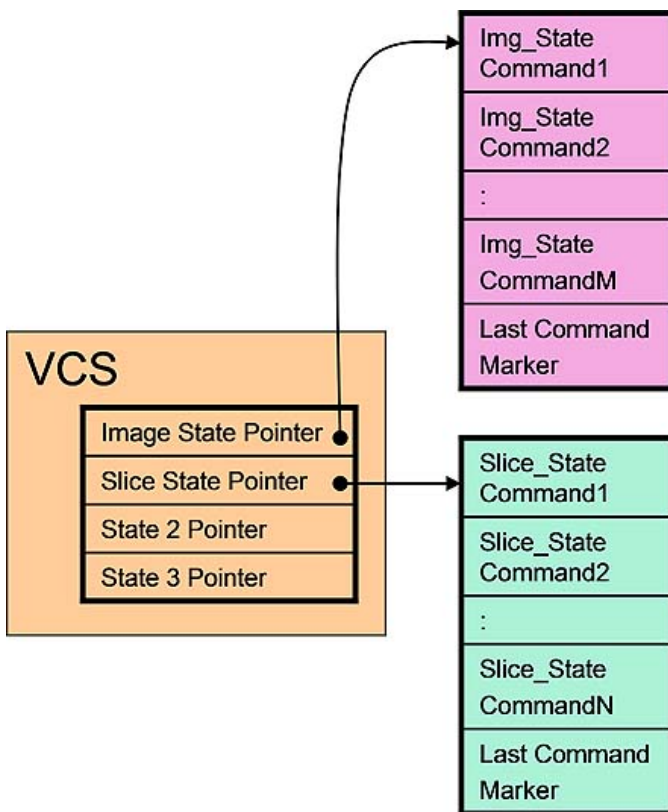 Img_State
Command1
Img_State
Command2
:
Img_State
CommandM
Last Command
Marker
VCS
Image State Pointer
Slice State Pointer
State 2 Pointer
State 3 Pointer
Slice_State
Command1
Slice_State
Command2
:
Slice_State
CommandN
Last Command
Marker